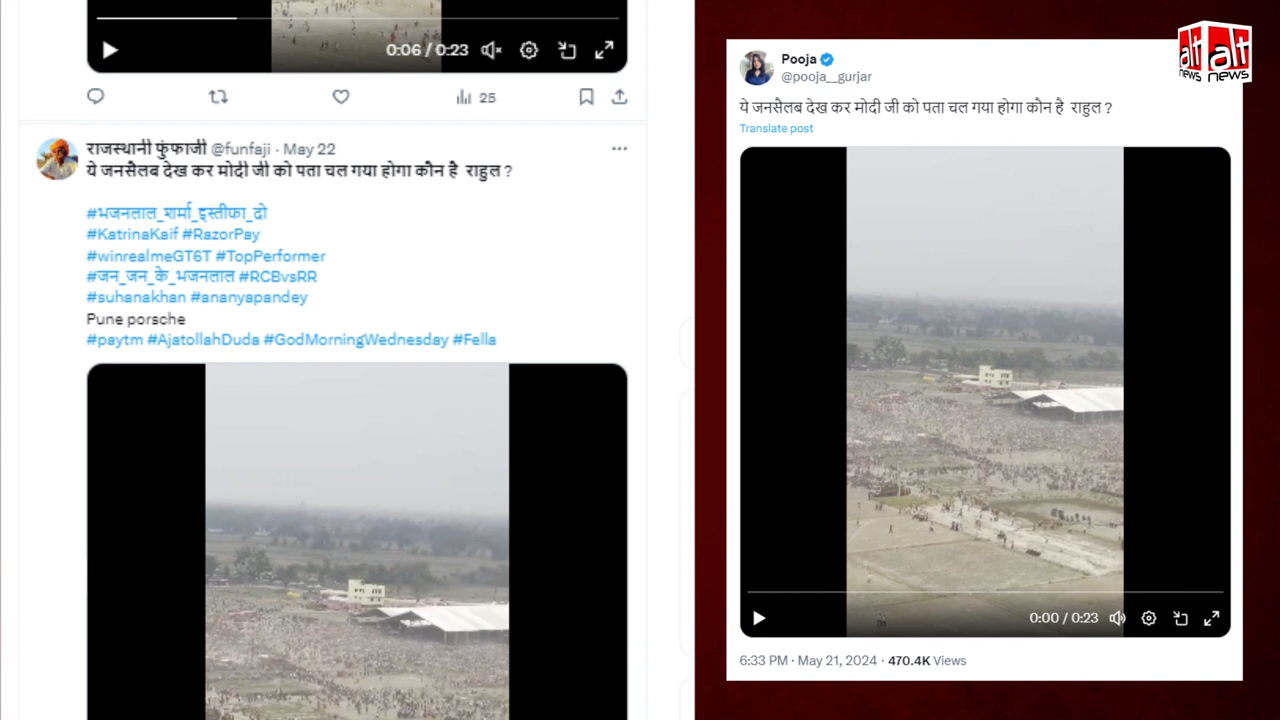 0:06 / 0:23
25
राजस्थानी फुंफाजी @funfaji · May 22
ये जनसैलब देख कर मोदी जी को पता चल गया होगा कौन है राहुल ?
#भजनलाल_शर्मा_इस्तीफा_दो
#KatrinaKaif #RazorPay
#winrealmeGT6T #TopPerformer
#जन_जन_के_भजनलाल #RCBvsRR
#suhanakhan #ananyapandey
Pune porsche
#paytm #AjatollahDuda #GodMorningWednesday #Fella
Pooja
@pooja__gurjar
ये जनसैलब देख कर मोदी जी को पता चल गया होगा कौन है राहुल ?
Translate post
0:00 / 0:23
6:33 PM · May 21, 2024 · 470.4K Views
alt alt
news news